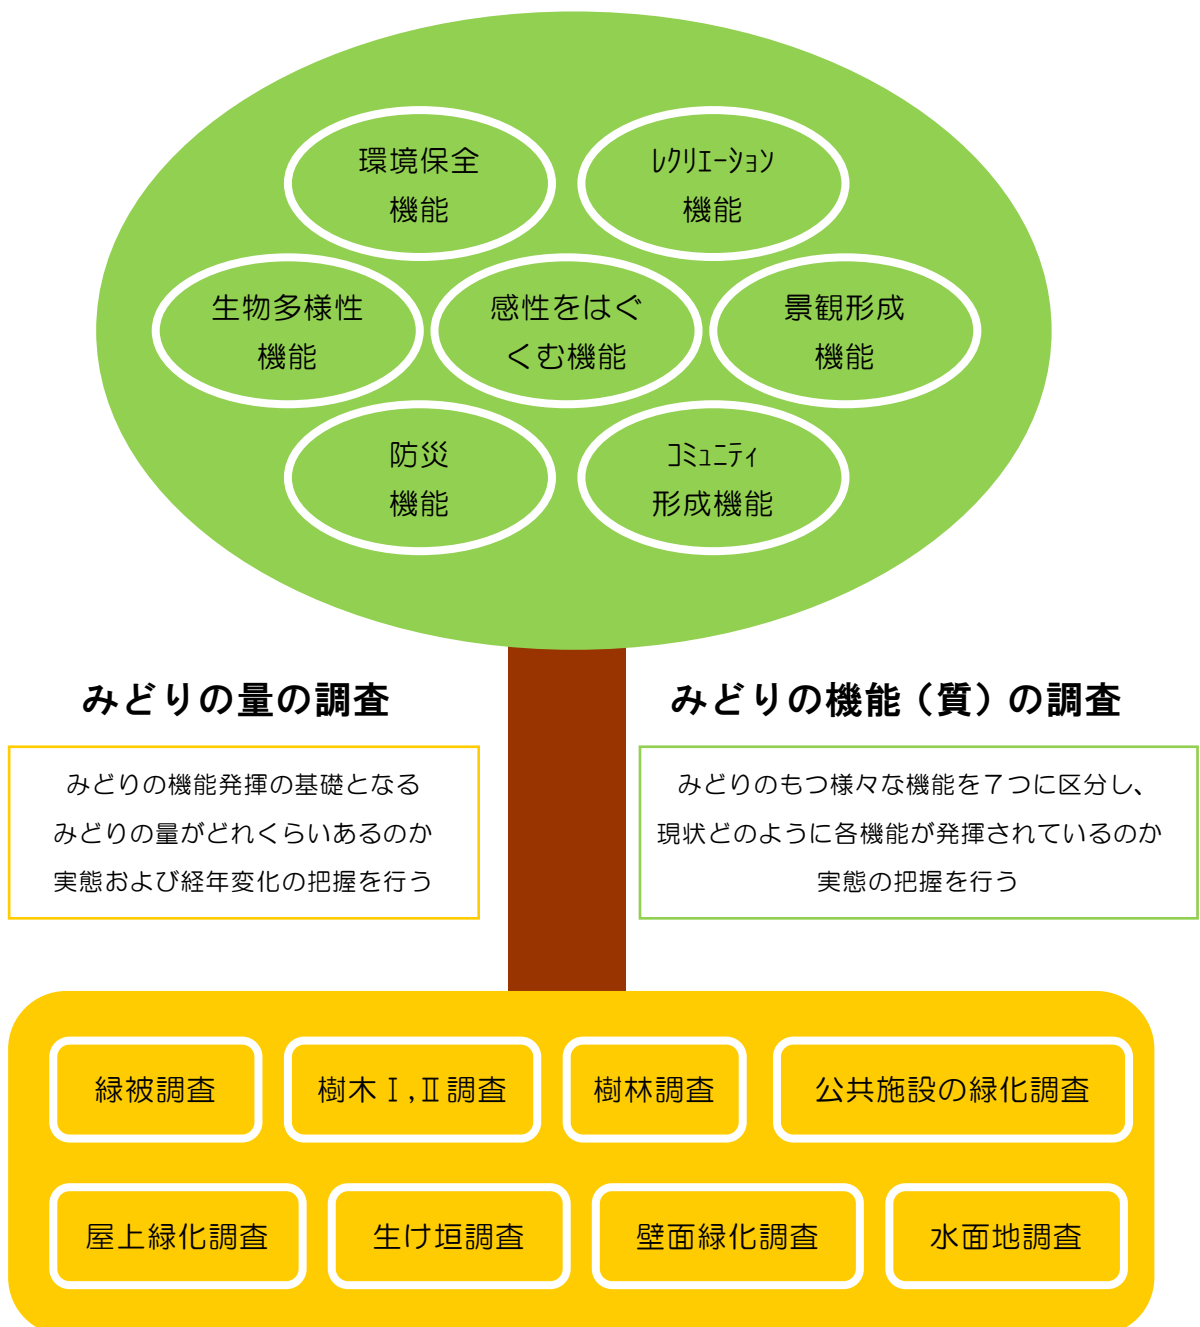 環境保全
機能
ﾚｸﾘｴｰｼｮﾝ
機能
生物多様性
機能
感性をはぐ
くむ機能
景観形成
機能
防災
機能
ｺﾐｭﾆﾃｨ
形成機能
みどりの量の調査
みどりの機能発揮の基礎となる
みどりの量がどれくらいあるのか
実態および経年変化の把握を行う
みどりの機能（質）の調査
みどりのもつ様々な機能を７つに区分し、
現状どのように各機能が発揮されているのか
実態の把握を行う
緑被調査
樹木Ⅰ,Ⅱ調査
樹林調査
公共施設の緑化調査
屋上緑化調査
生け垣調査
壁面緑化調査
水面地調査